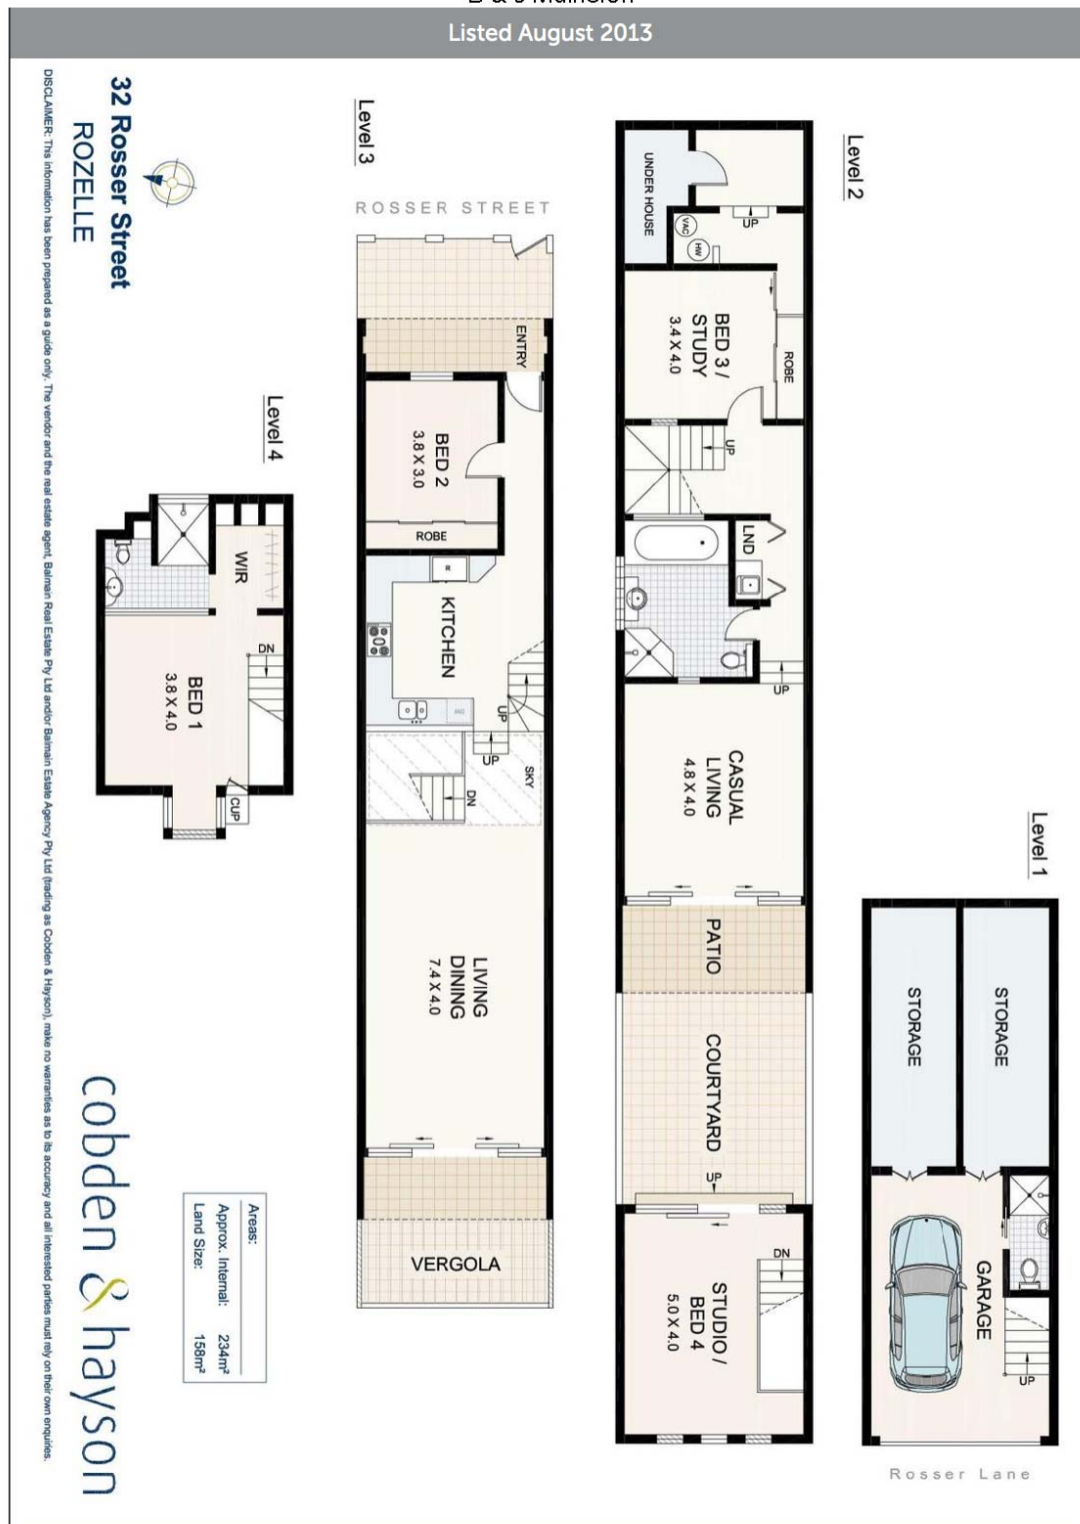 Listed August 2013
Level 1
STORAGE
STORAGE
GARAGE
UP
Rosser Lane
Level 2
UNDER HOUSE
UP
VAC
HW
BED 3 /
STUDY
3.4 X 4.0
ROBE
UP
LND
UP
CASUAL
LIVING
4.8 X 4.0
PATIO
COURTYARD
UP
DN
STUDIO /
BED 4
5.0 X 4.0
Level 3
ROSSER STREET
ENTRY
BED 2
3.8 X 3.0
ROBE
R
KITCHEN
UP
UP
SKY
DN
LIVING
DINING
7.4 X 4.0
VERGOLA
Level 4
WIR
DN
BED 1
3.8 X 4.0
CUP
Areas:
Approx. Internal: 234m²
Land Size: 158m²
32 Rosser Street
ROZELLE
cobden & hayson
DISCLAIMER: This information has been prepared as a guide only. The vendor and the real estate agent, Balmain Real Estate Pty Ltd and/or Balmain Estate Agency Pty Ltd (trading as Cobden & Hayson), make no warranties as to its accuracy and all interested parties must rely on their own enquiries.